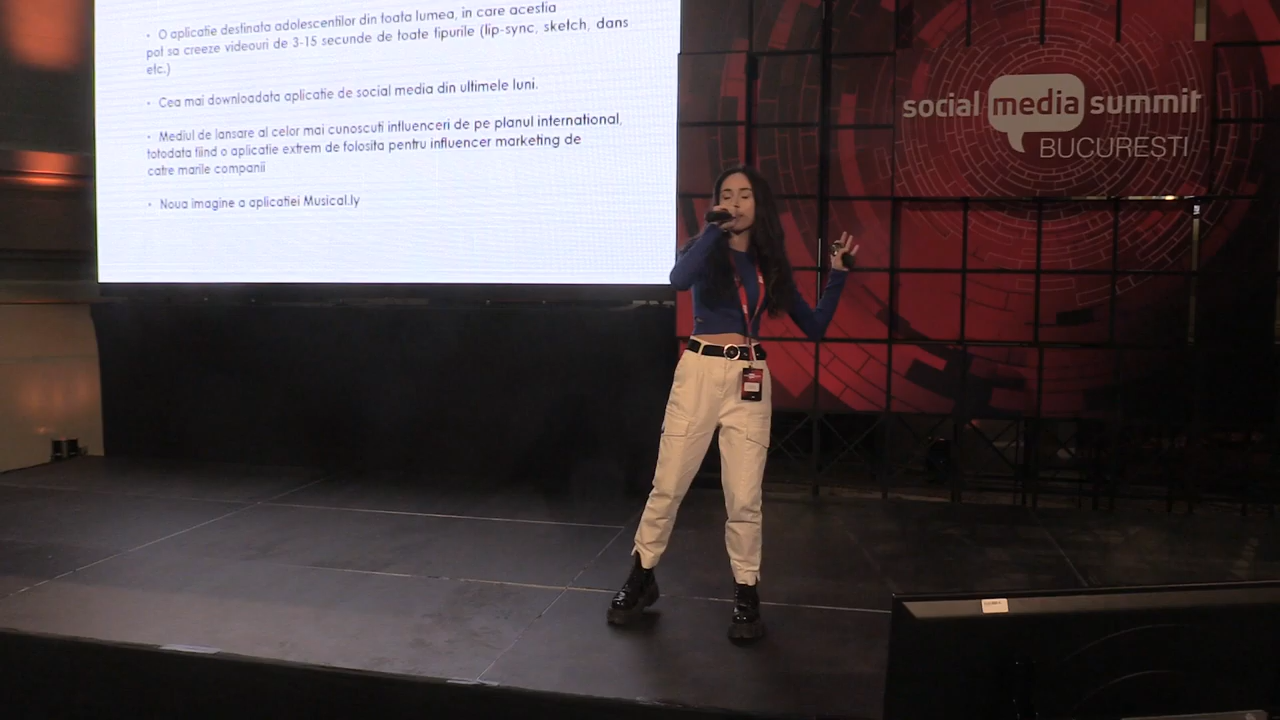 • O aplicatie destinata adolescentilor din toata lumea, in care acestia
pot sa creeze videouri de 3-15 secunde de toate tipurile (lip-sync, sketch, dans
etc.)
• Cea mai downloadata aplicatie de social media din ultimele luni.
• Mediul de lansare al celor mai cunoscuti influenceri de pe planul international,
totodata fiind o aplicatie extrem de folosita pentru influencer marketing de
catre marile companii
• Noua imagine a aplicatiei Musical.ly
social media summit
BUCUREȘTI